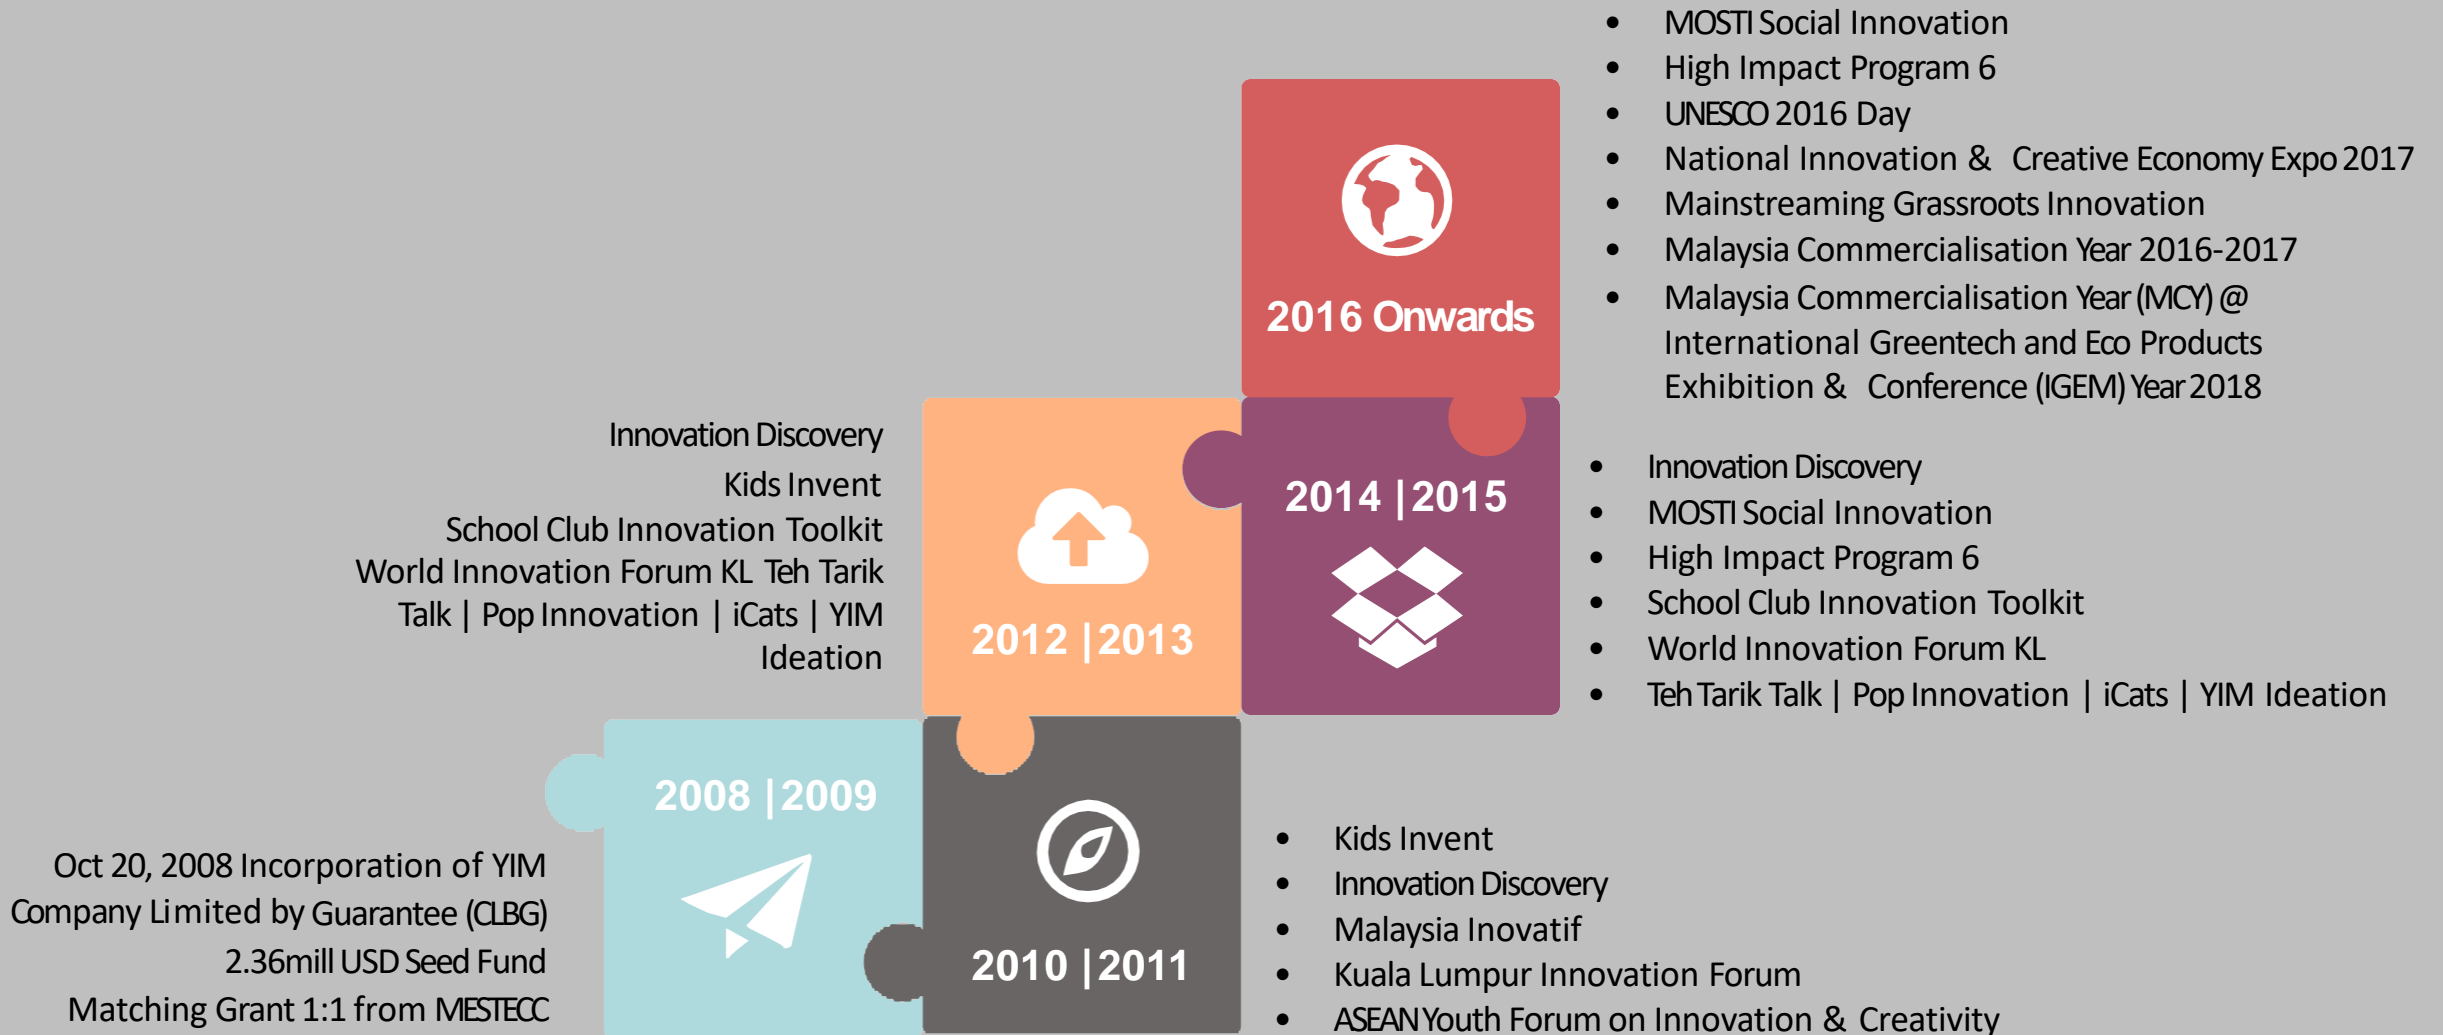 • MOSTI Social Innovation
• High Impact Program 6
• UNESCO 2016 Day
• National Innovation & Creative Economy Expo 2017
• Mainstreaming Grassroots Innovation
• Malaysia Commercialisation Year 2016-2017
• Malaysia Commercialisation Year (MCY) @
International Greentech and Eco Products
Exhibition & Conference (IGEM) Year 2018
2016 Onwards
Innovation Discovery
Kids Invent
School Club Innovation Toolkit
World Innovation Forum KL Teh Tarik
Talk | Pop Innovation | iCats | YIM
Ideation
2012 | 2013
2014 | 2015
• Innovation Discovery
• MOSTI Social Innovation
• High Impact Program 6
• School Club Innovation Toolkit
• World Innovation Forum KL
• Teh Tarik Talk | Pop Innovation | iCats | YIM Ideation
2008 | 2009
Oct 20, 2008 Incorporation of YIM
Company Limited by Guarantee (CLBG)
2.36mill USD Seed Fund
Matching Grant 1:1 from MESTECC
2010 | 2011
• Kids Invent
• Innovation Discovery
• Malaysia Inovatif
• Kuala Lumpur Innovation Forum
• ASEAN Youth Forum on Innovation & Creativity